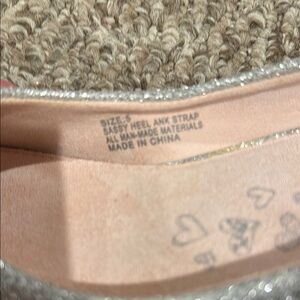 SIZE:5
SASSY HEEL ANK STRAP
ALL MAN-MADE MATERIALS
MADE IN CHINA